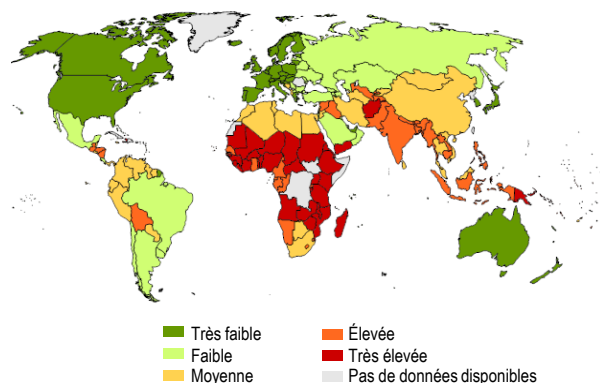 Très faible
Faible
Moyenne
Élevée
Très élevée
Pas de données disponibles